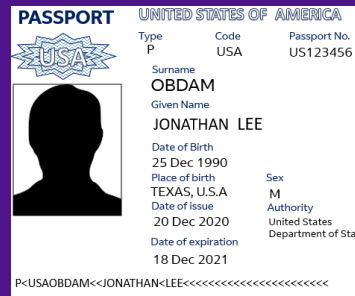 PASSPORT UNITED STATES OF AMERICA
Type Code Passport No.
P USA US123456
USA
Surname
OBDAM
Given Name
JONATHAN LEE
Date of Birth
25 Dec 1990
Place of birth Sex
TEXAS, U.S.A M
Date of issue Authority
20 Dec 2020 United States
Department of Sta
Date of expiration
18 Dec 2021
P<USAOBDAM<<JONATHAN<LEE<<<<<<<<<<<<<<<<<<<<<<<